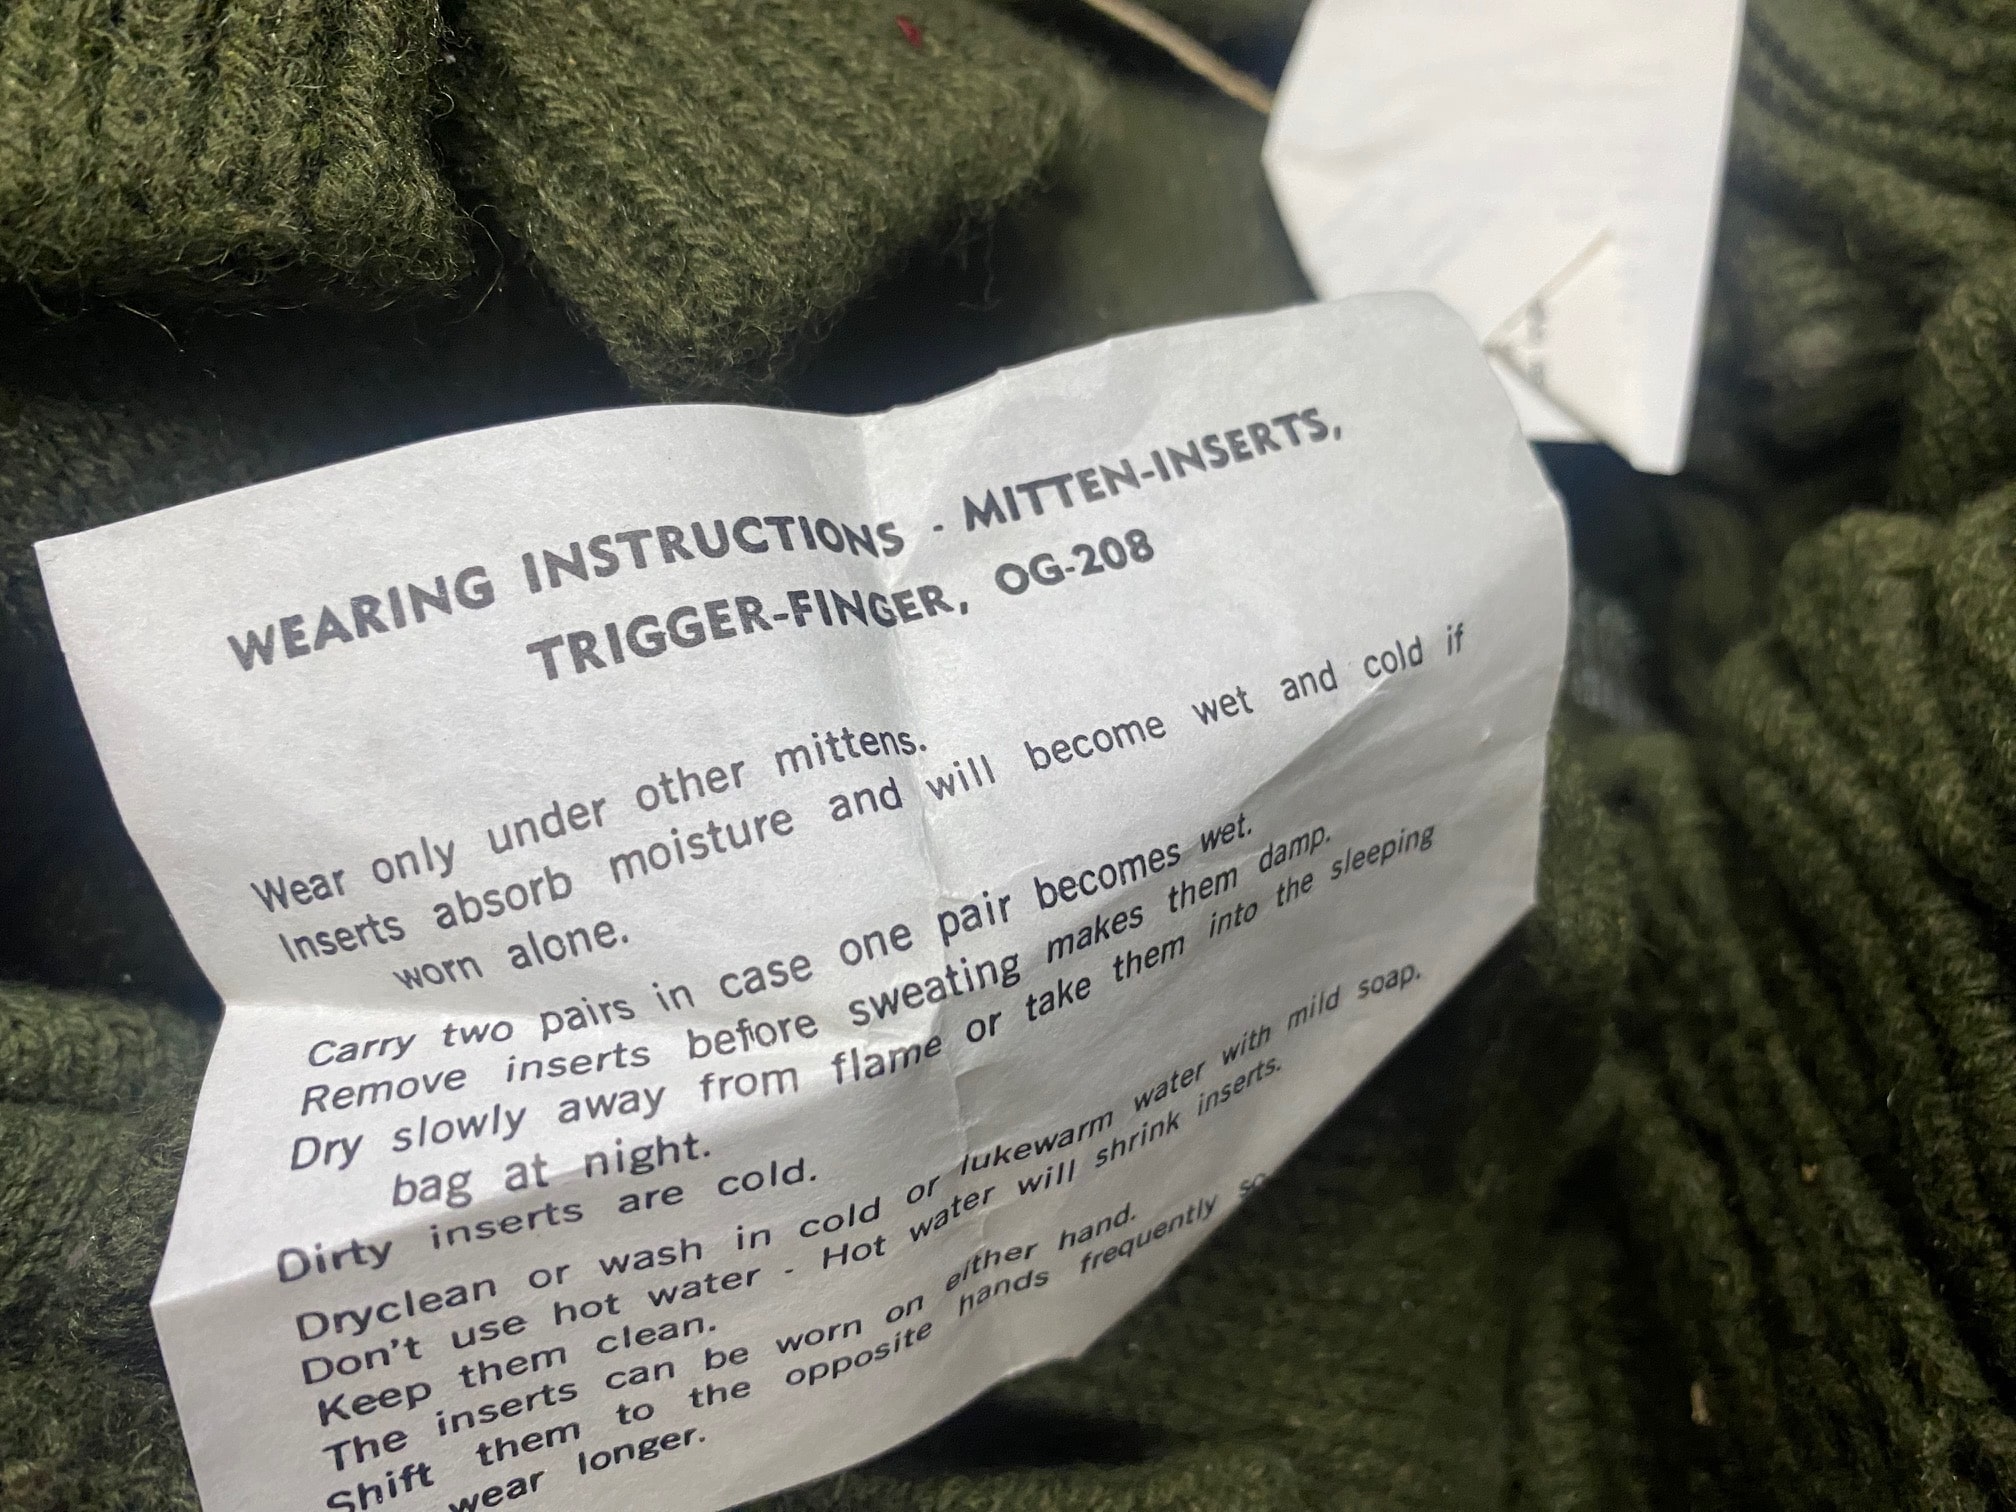 WEARING INSTRUCTIONS - MITTEN-INSERTS,
TRIGGER-FINGER, OG-208
Wear only under other mittens.
Inserts absorb moisture and will become wet and cold if
worn alone.
Carry two pairs in case one pair becomes wet.
Remove inserts before sweating makes them damp.
Dry slowly away from flame or take them into the sleeping
bag at night.
Dirty inserts are cold.
Dryclean or wash in cold or lukewarm water with mild soap.
Don't use hot water - Hot water will shrink inserts.
Keep them clean.
The inserts can be worn on either hand.
Shift them to the opposite hands frequently so
wear longer.